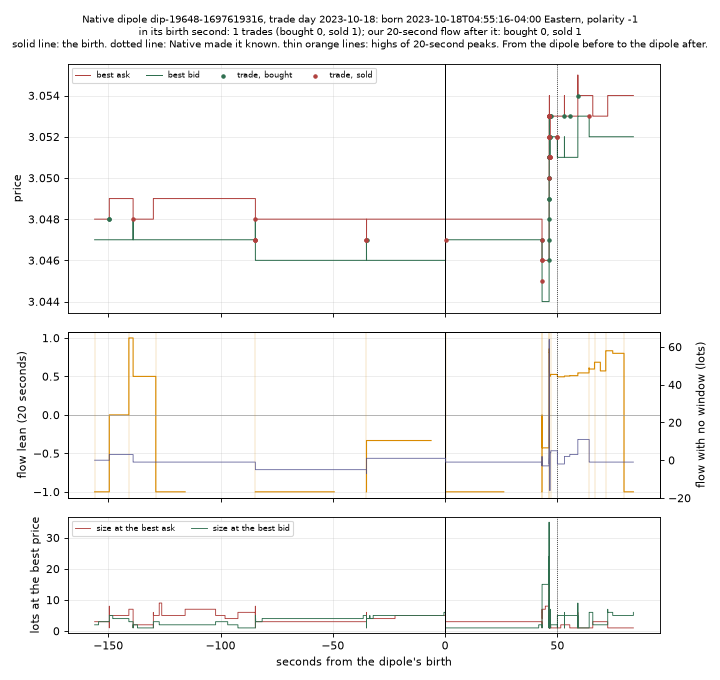 Native dipole dip-19648-1697619316, trade day 2023-10-18: born 2023-10-18T04:55:16-04:00 Eastern, polarity -1
in its birth second: 1 trades (bought 0, sold 1); our 20-second flow after it: bought 0, sold 1
solid line: the birth. dotted line: Native made it known. thin orange lines: highs of 20-second peaks. From the dipole before to the dipole after.
best ask
best bid
trade, bought
trade, sold
3.054
3.052
3.050
3.048
3.046
3.044
price
1.0
0.5
0.0
−0.5
−1.0
flow lean (20 seconds)
60
40
20
0
−20
flow with no window (lots)
size at the best ask
size at the best bid
30
20
10
0
lots at the best price
−150
−100
−50
0
50
seconds from the dipole's birth